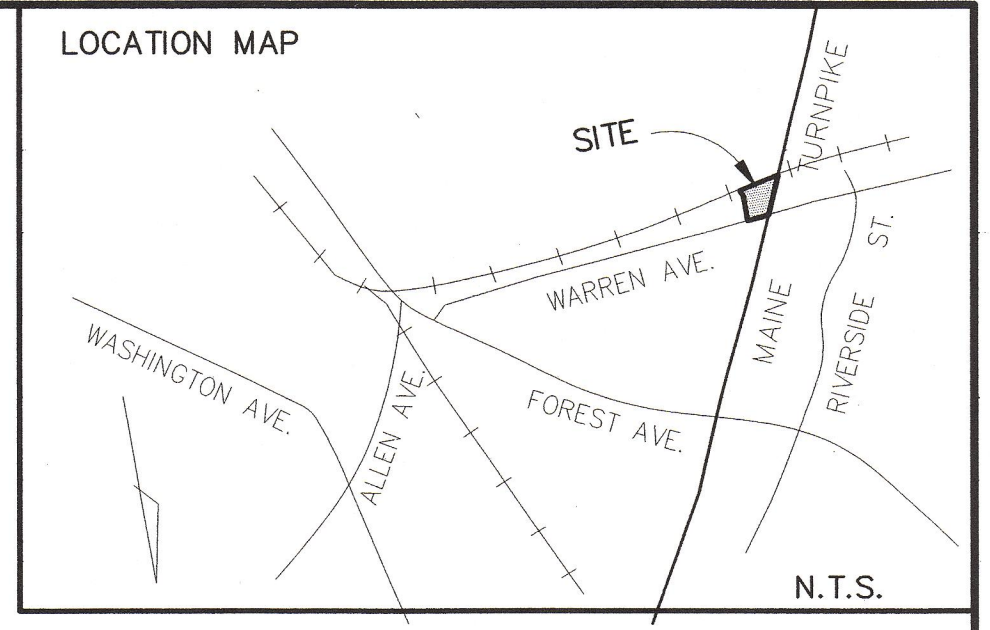 LOCATION MAP
SITE
MAINE TURNPIKE
WARREN AVE.
RIVERSIDE ST.
WASHINGTON AVE.
ALLEN AVE.
FOREST AVE.
N.T.S.